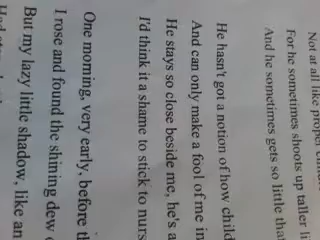 Not at all like proper
For he sometimes shoots up taller
And he sometimes gets so little that
He hasn't got a notion of how child
And can only make a fool of me in
He stays so close beside me, he's a
I'd think it a shame to stick to nurs
One morning, very early, before th
I rose and found the shining dew
But my lazy little shadow, like an